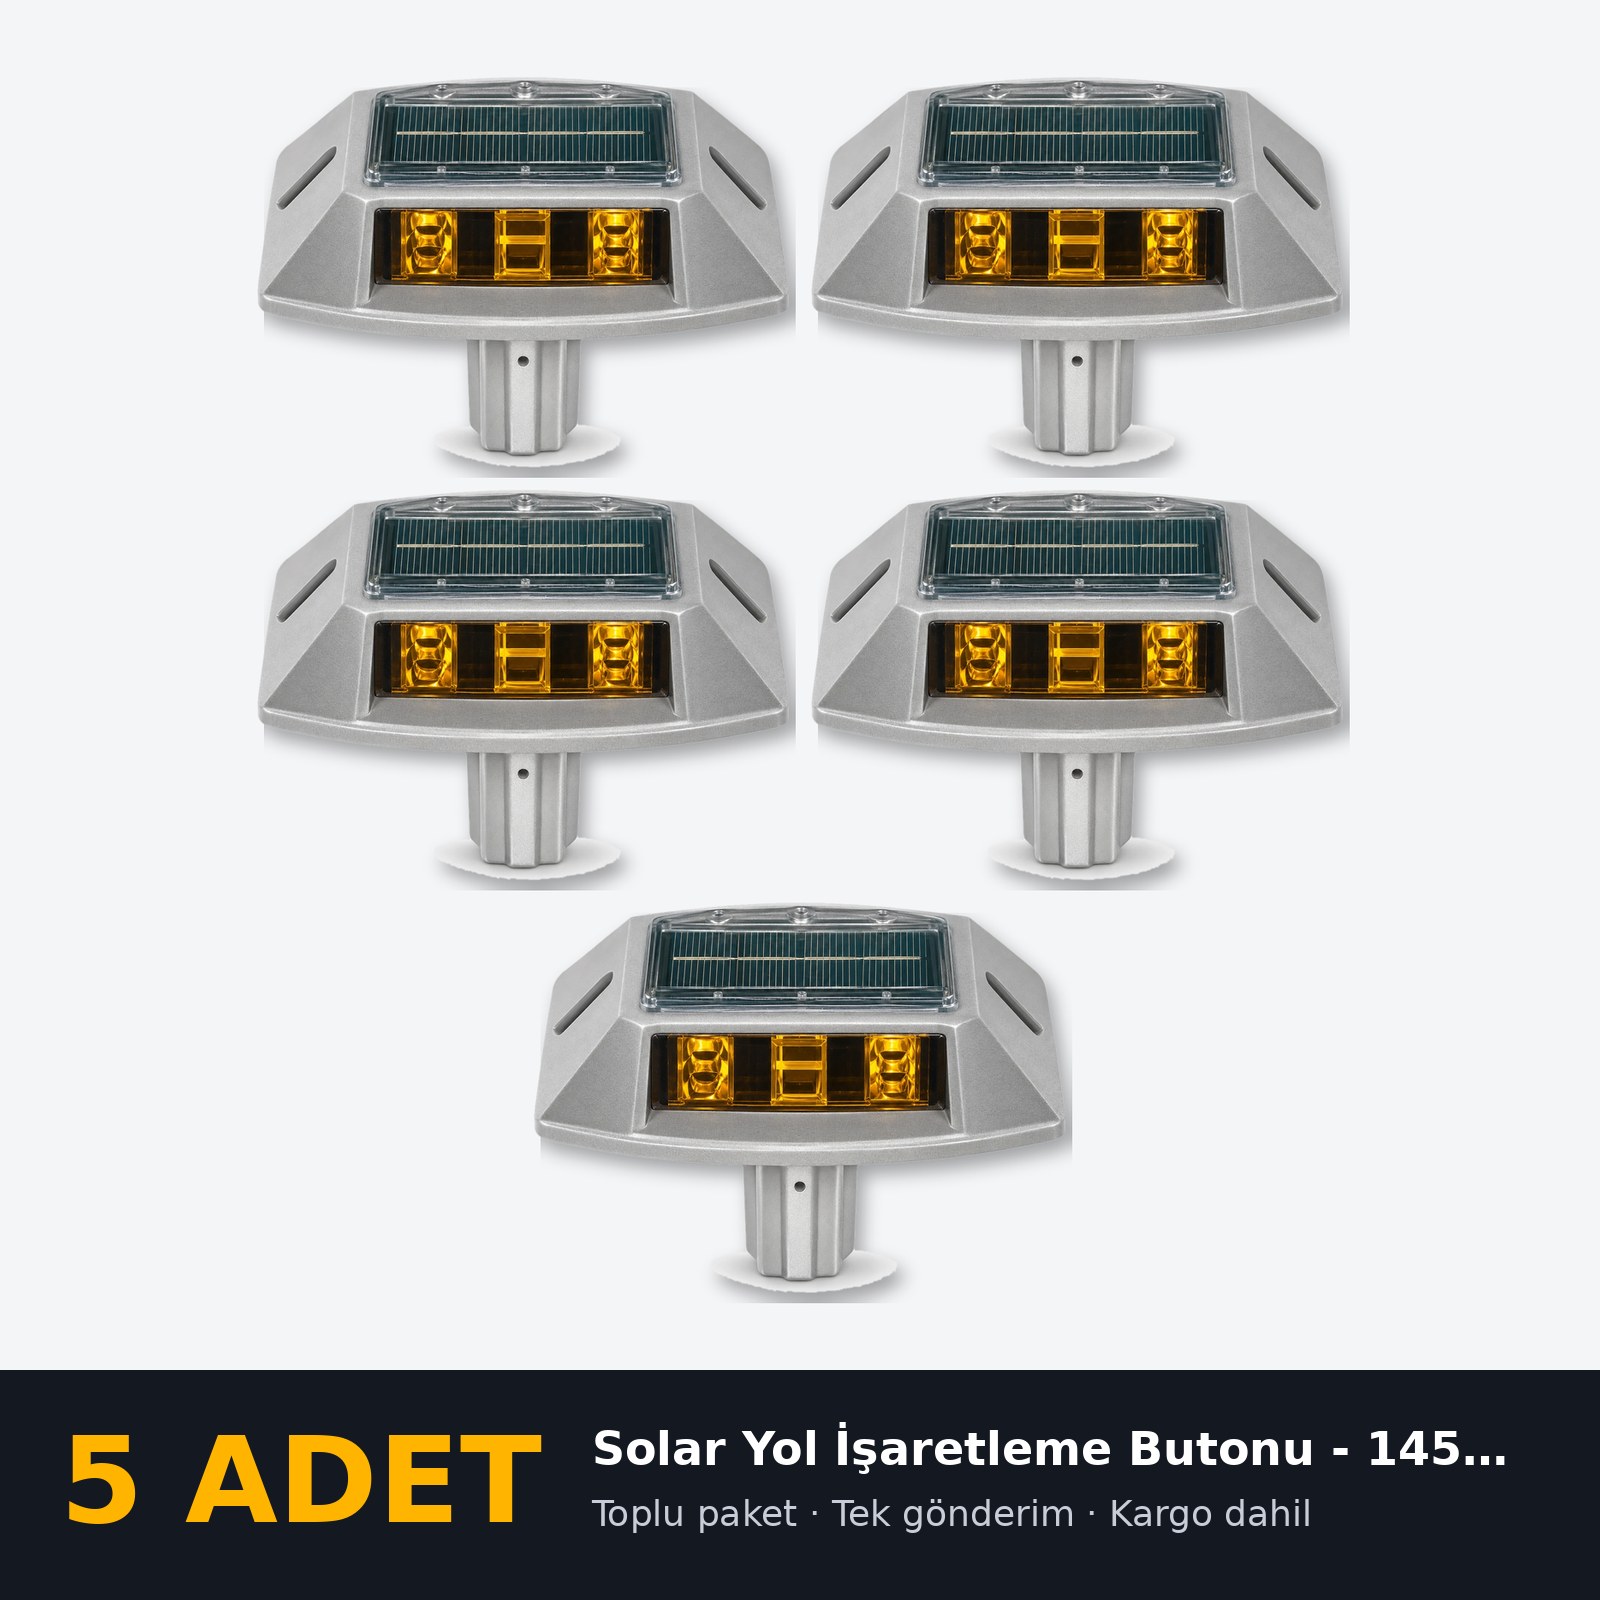 5 ADET
Solar Yol İşaretleme Butonu - 145...
Toplu paket · Tek gönderim · Kargo dahil